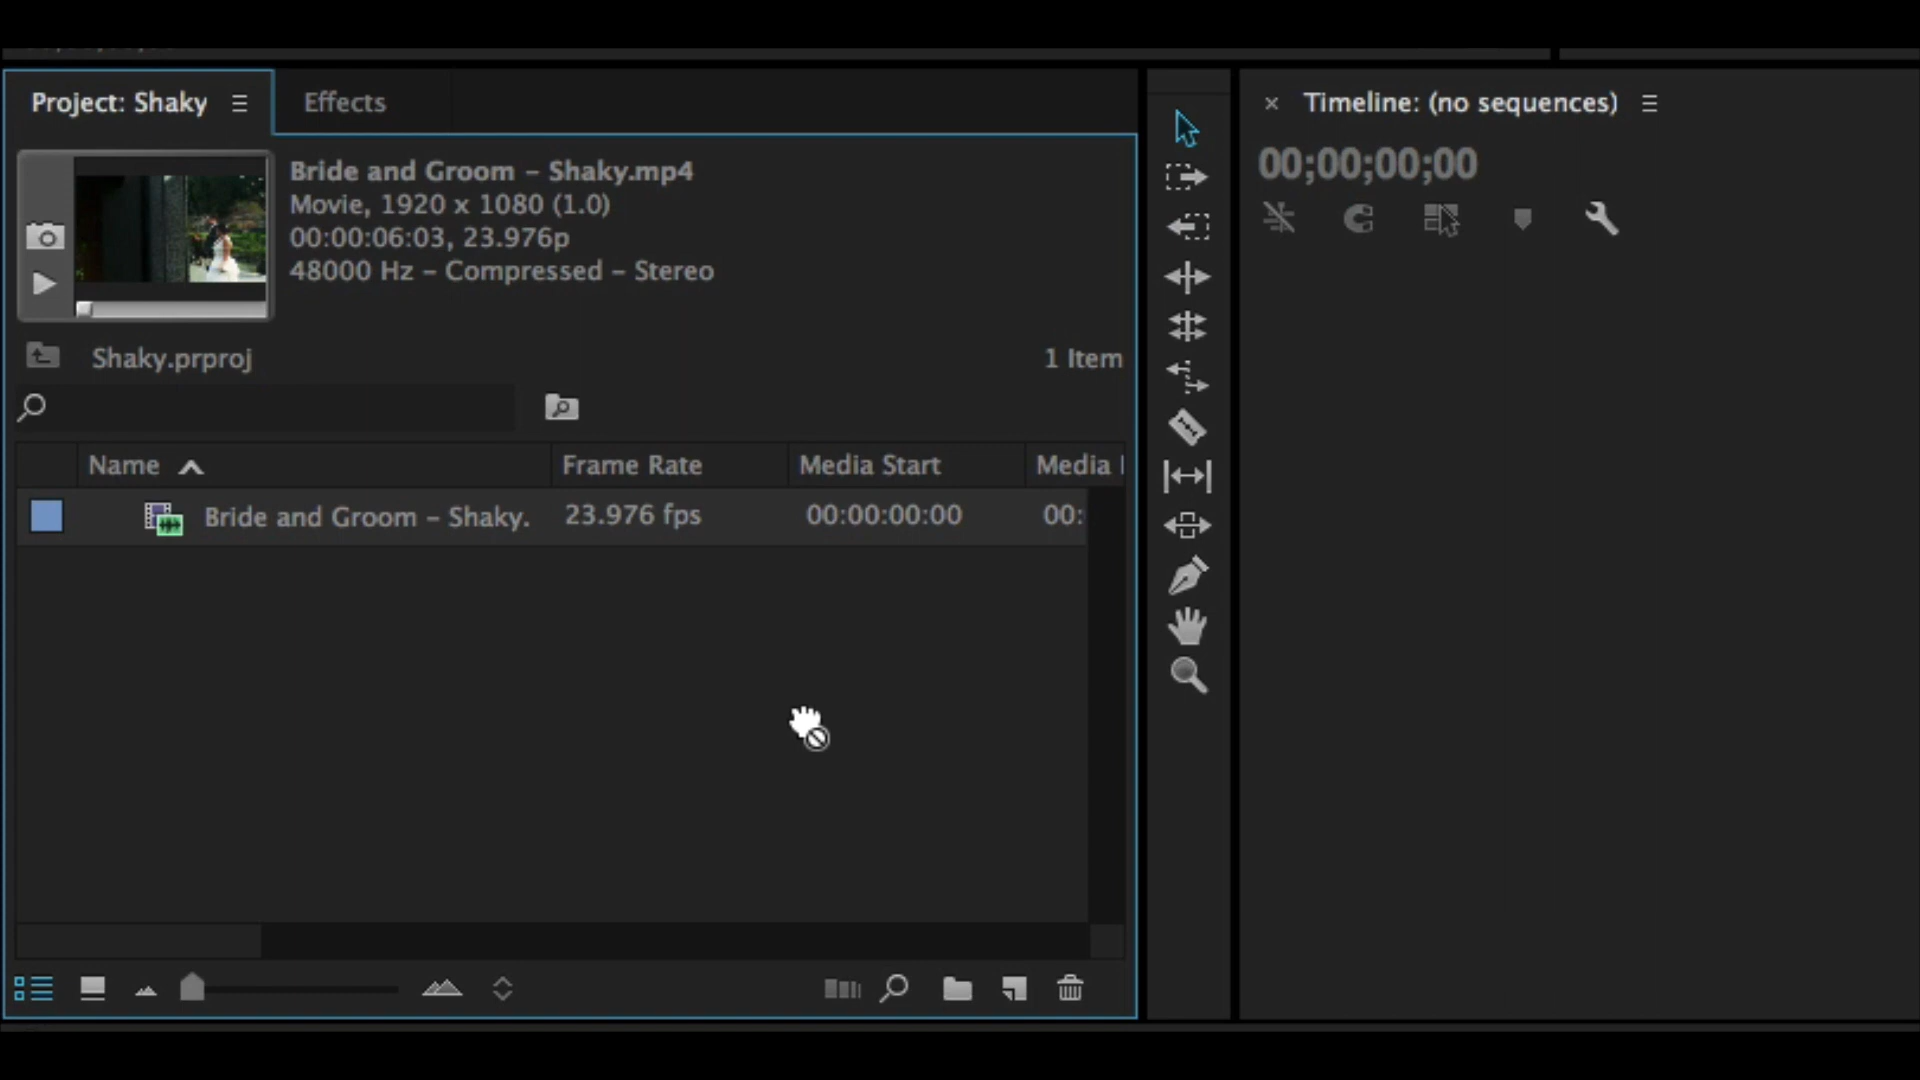 Project: Shaky
Effects
Timeline: (no sequences)
Bride and Groom – Shaky.mp4
Movie, 1920 x 1080 (1.0)
00:00:06:03, 23.976p
48000 Hz – Compressed – Stereo
00;00;00;00
Shaky.prproj
1 Item
Name
Frame Rate
Media Start
Media
Bride and Groom – Shaky.
23.976 fps
00:00:00:00
00: